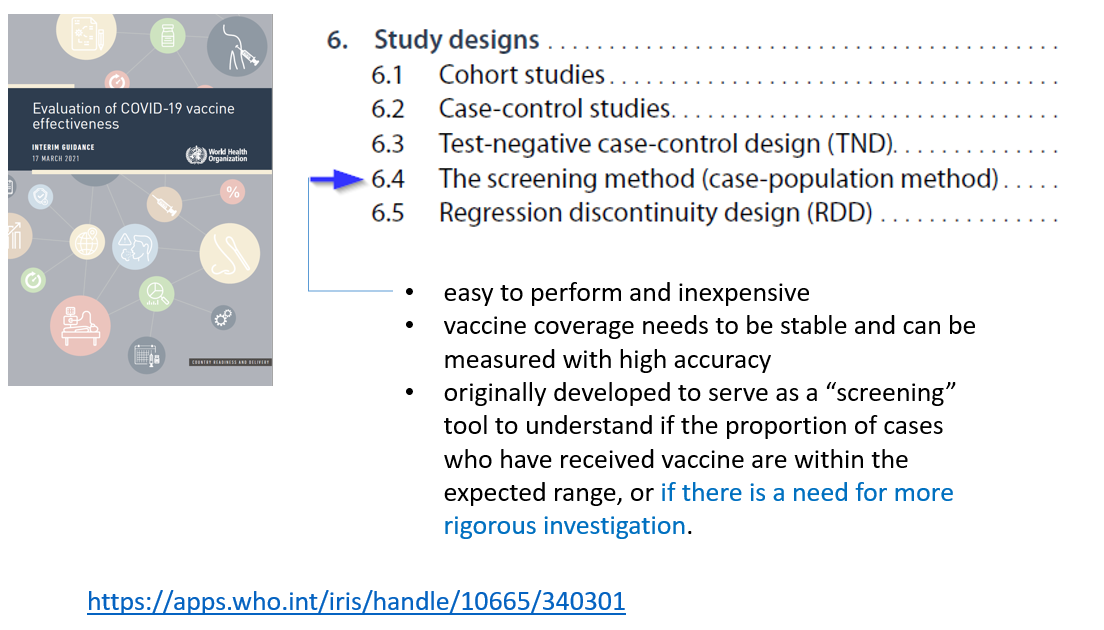 Evaluation of COVID-19 vaccine
effectiveness
INTERIM GUIDANCE
17 MARCH 2021
World Health
Organization
%
COUNTRY READINESS AND DELIVERY
6. Study designs
6.1 Cohort studies
6.2 Case-control studies
6.3 Test-negative case-control design (TND)
6.4 The screening method (case-population method)
6.5 Regression discontinuity design (RDD)
• easy to perform and inexpensive
• vaccine coverage needs to be stable and can be
measured with high accuracy
• originally developed to serve as a “screening”
tool to understand if the proportion of cases
who have received vaccine are within the
expected range, or if there is a need for more
rigorous investigation.
https://apps.who.int/iris/handle/10665/340301